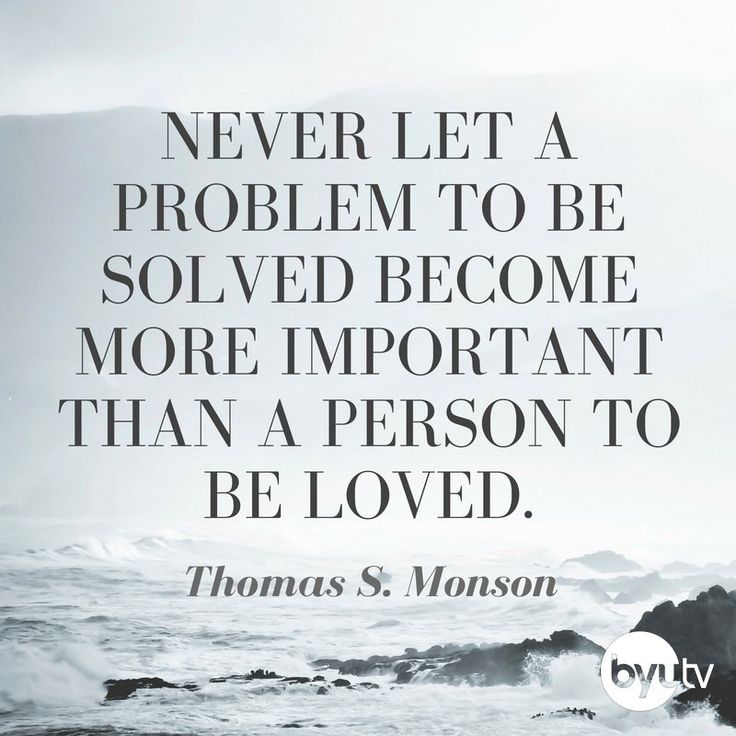 NEVER LET A
PROBLEM TO BE
SOLVED BECOME
MORE IMPORTANT
THAN A PERSON TO
BE LOVED.
Thomas S. Monson
byutv